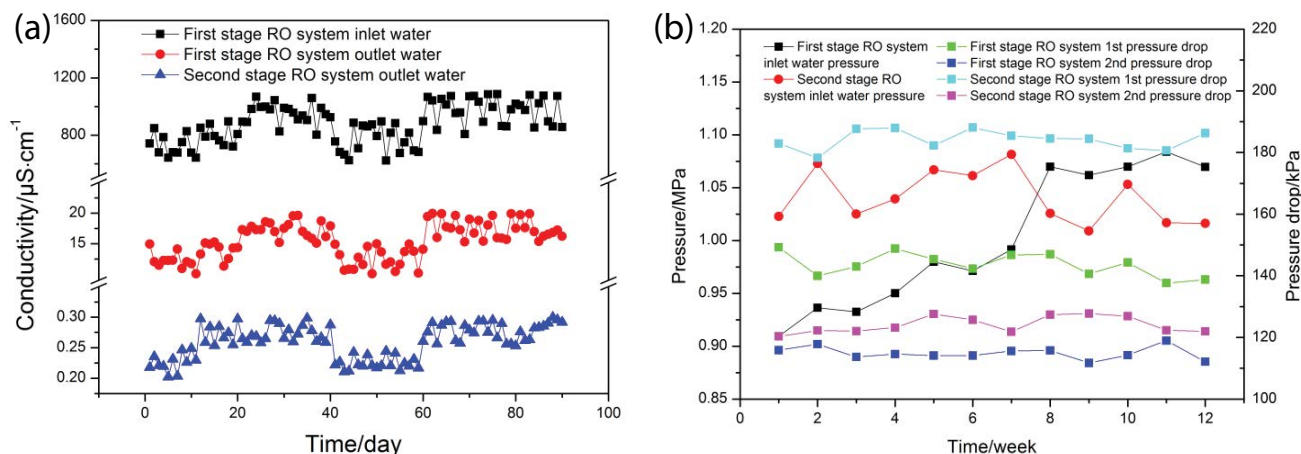 (a)
1600
1200
800
20
15
0.30
0.25
0.20
Conductivity/μS·cm⁻¹
First stage RO system inlet water
First stage RO system outlet water
Second stage RO system outlet water
0 20 40 60 80 100
Time/day
(b)
1.20
1.15
1.10
1.05
1.00
0.95
0.90
0.85
Pressure/MPa
First stage RO system
inlet water pressure
Second stage RO
system inlet water pressure
First stage RO system 1st pressure drop
First stage RO system 2nd pressure drop
Second stage RO system 1st pressure drop
Second stage RO system 2nd pressure drop
220
200
180
160
140
120
100
Pressure drop/kPa
0 2 4 6 8 10 12
Time/week